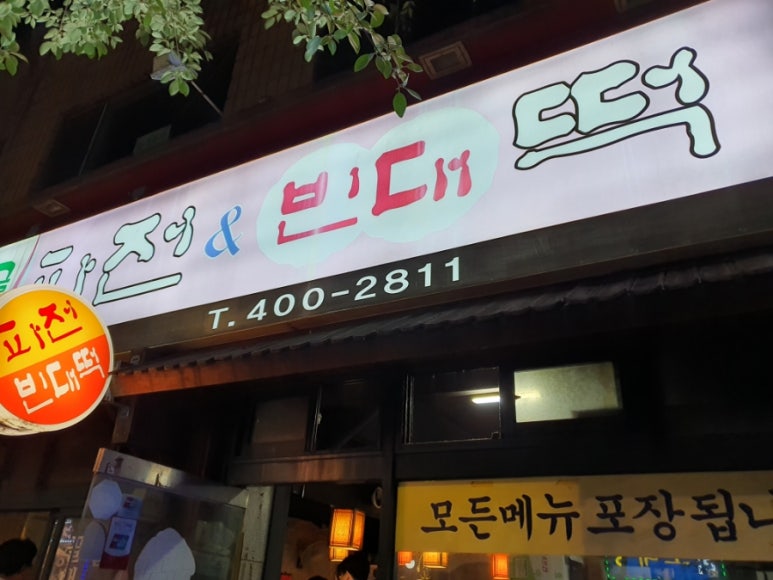 파전 & 빈대떡
T. 400-2811
파전
빈대떡
모든메뉴 포장됩니